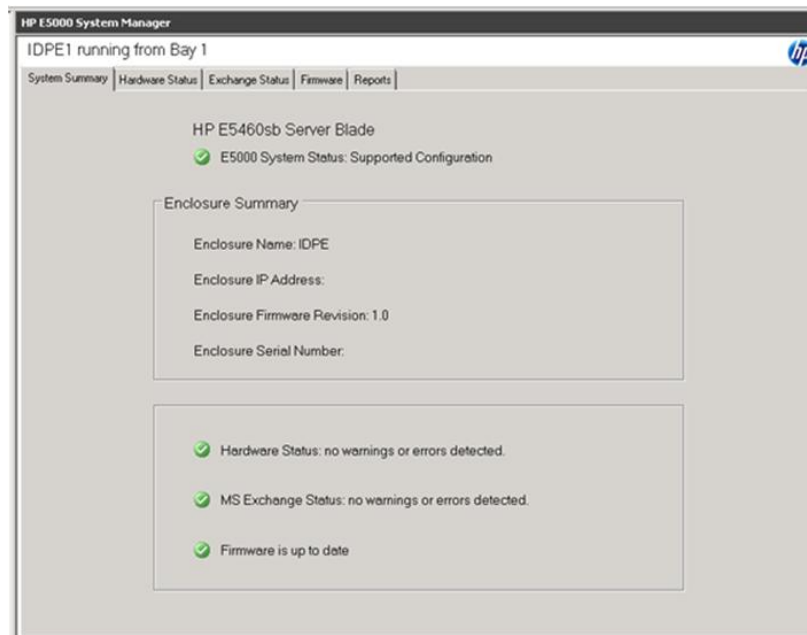 HP E5000 System Manager
IDPE1 running from Bay 1
hp
System Summary Hardware Status Exchange Status Firmware Reports
HP E5460sb Server Blade
E5000 System Status: Supported Configuration
Enclosure Summary
Enclosure Name: IDPE
Enclosure IP Address:
Enclosure Firmware Revision: 1.0
Enclosure Serial Number:
Hardware Status: no warnings or errors detected.
MS Exchange Status: no warnings or errors detected.
Firmware is up to date